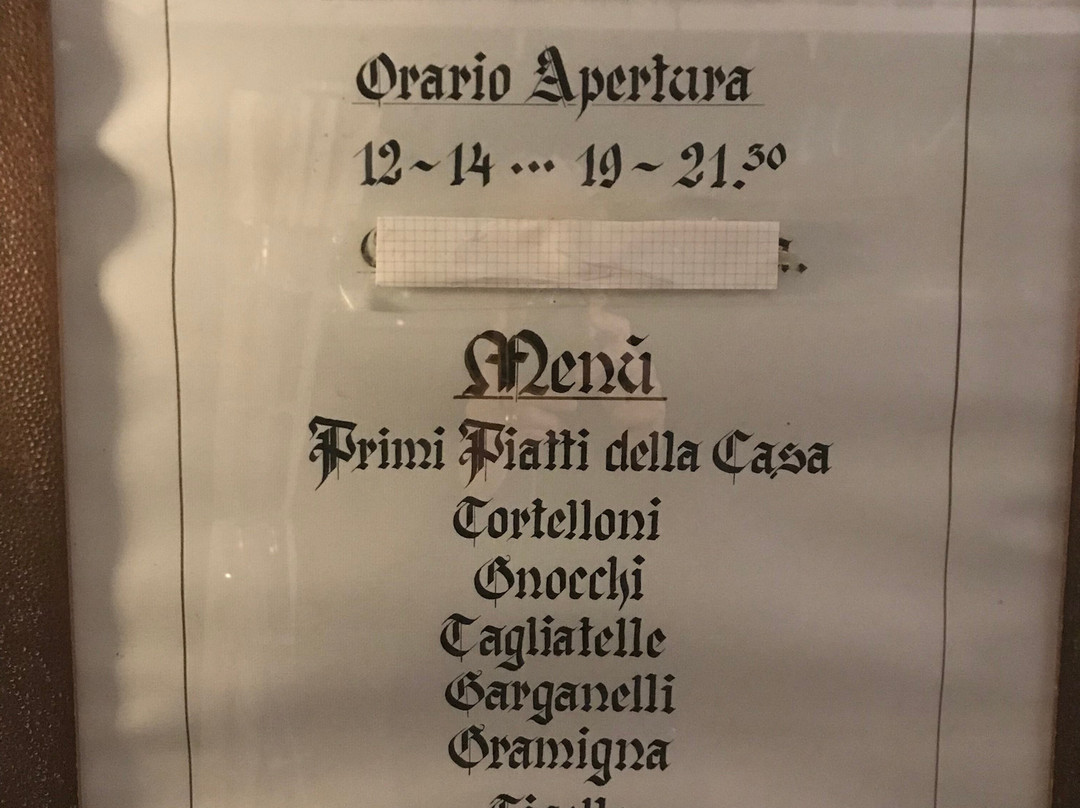 Orario Apertura
12~14 ... 19~21.30
Menù
Primi Piatti della Casa
Tortelloni
Gnocchi
Tagliatelle
Garganelli
Gramigna